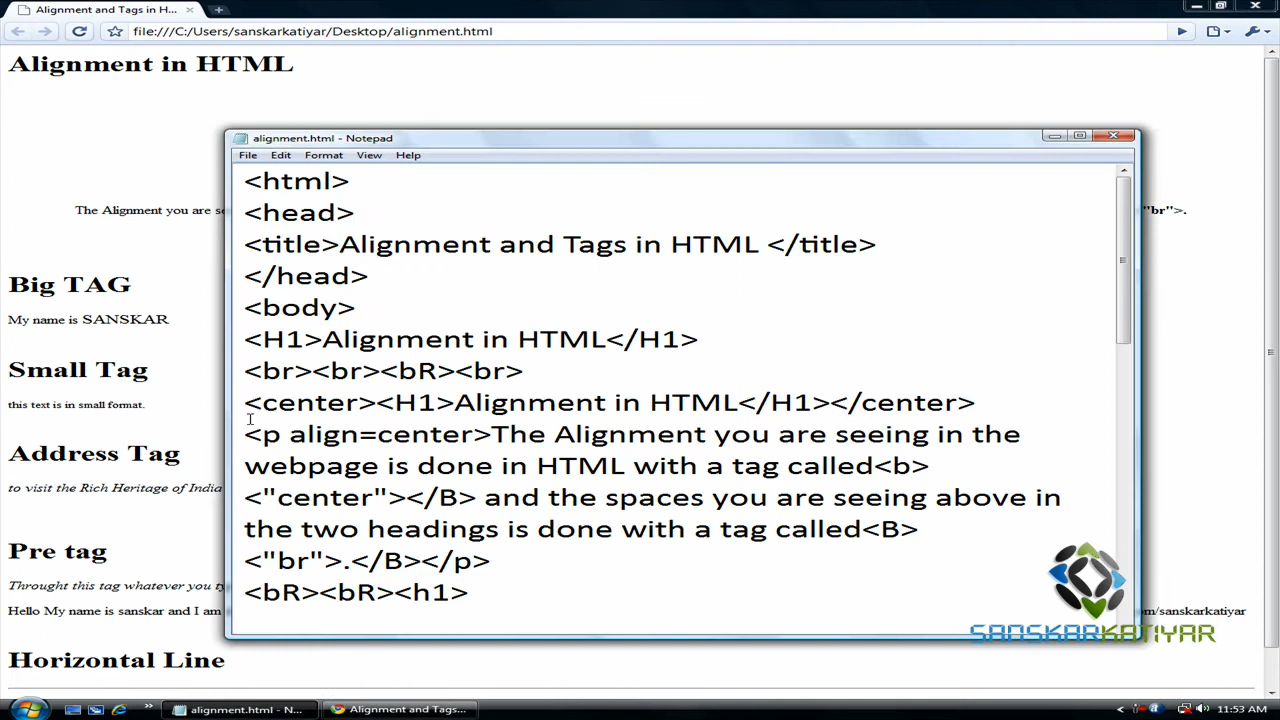 Alignment and Tags in H...
file:///C:/Users/sanskarkatiyar/Desktop/alignment.html
Alignment in HTML
alignment.html - Notepad
File Edit Format View Help
<html>
<head>
<title>Alignment and Tags in HTML </title>
</head>
<body>
<H1>Alignment in HTML</H1>
<br><br><bR><br>
<center><H1>Alignment in HTML</H1></center>
<p align=center>The Alignment you are seeing in the
webpage is done in HTML with a tag called<b>
<"center"></B> and the spaces you are seeing above in
the two headings is done with a tag called<B>
<"br">.</B></p>
<bR><bR><h1>
The Alignment you are
"br">.
Big TAG
My name is SANSKAR
Small Tag
this text is in small format.
Address Tag
to visit the Rich Heritage of India
Pre tag
Throught this tag whatever you
Hello My name is sanskar and I am
om/sanskarkatiyar
Horizontal Line
SANSKARKATIYAR
alignment.html - N...
Alignment and Tags...
11:53 AM